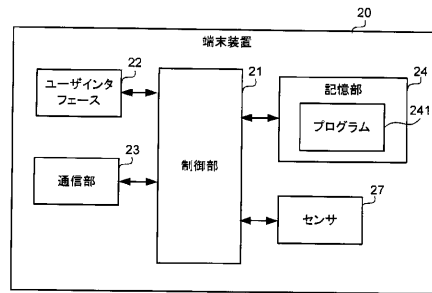 20
端末装置
22
ユーザインタ
フェース
21
制御部
24
記憶部
241
プログラム
23
通信部
27
センサ